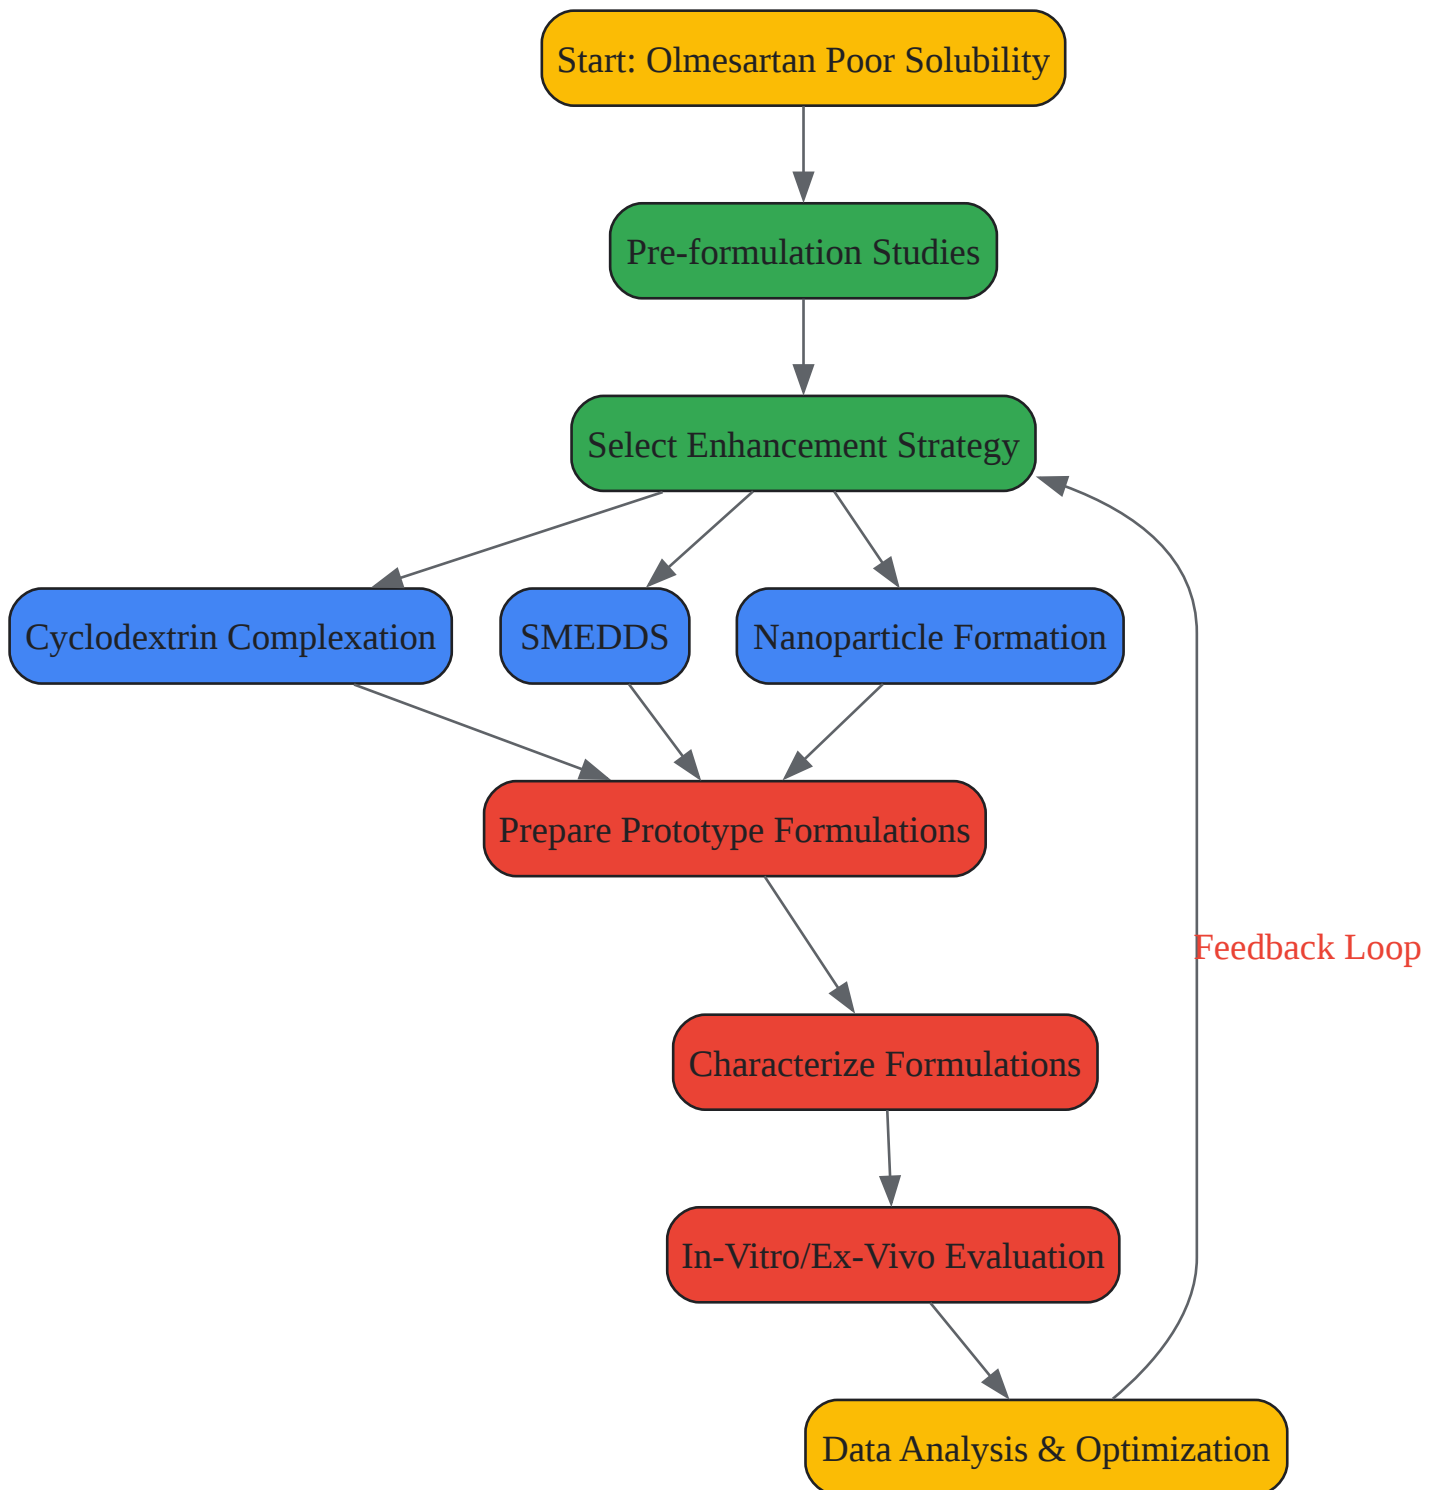 Start: Olmesartan Poor Solubility
Pre-formulation Studies
Select Enhancement Strategy
Cyclodextrin Complexation
SMEDDS
Nanoparticle Formation
Prepare Prototype Formulations
Feedback Loop
Characterize Formulations
In-Vitro/Ex-Vivo Evaluation
Data Analysis & Optimization